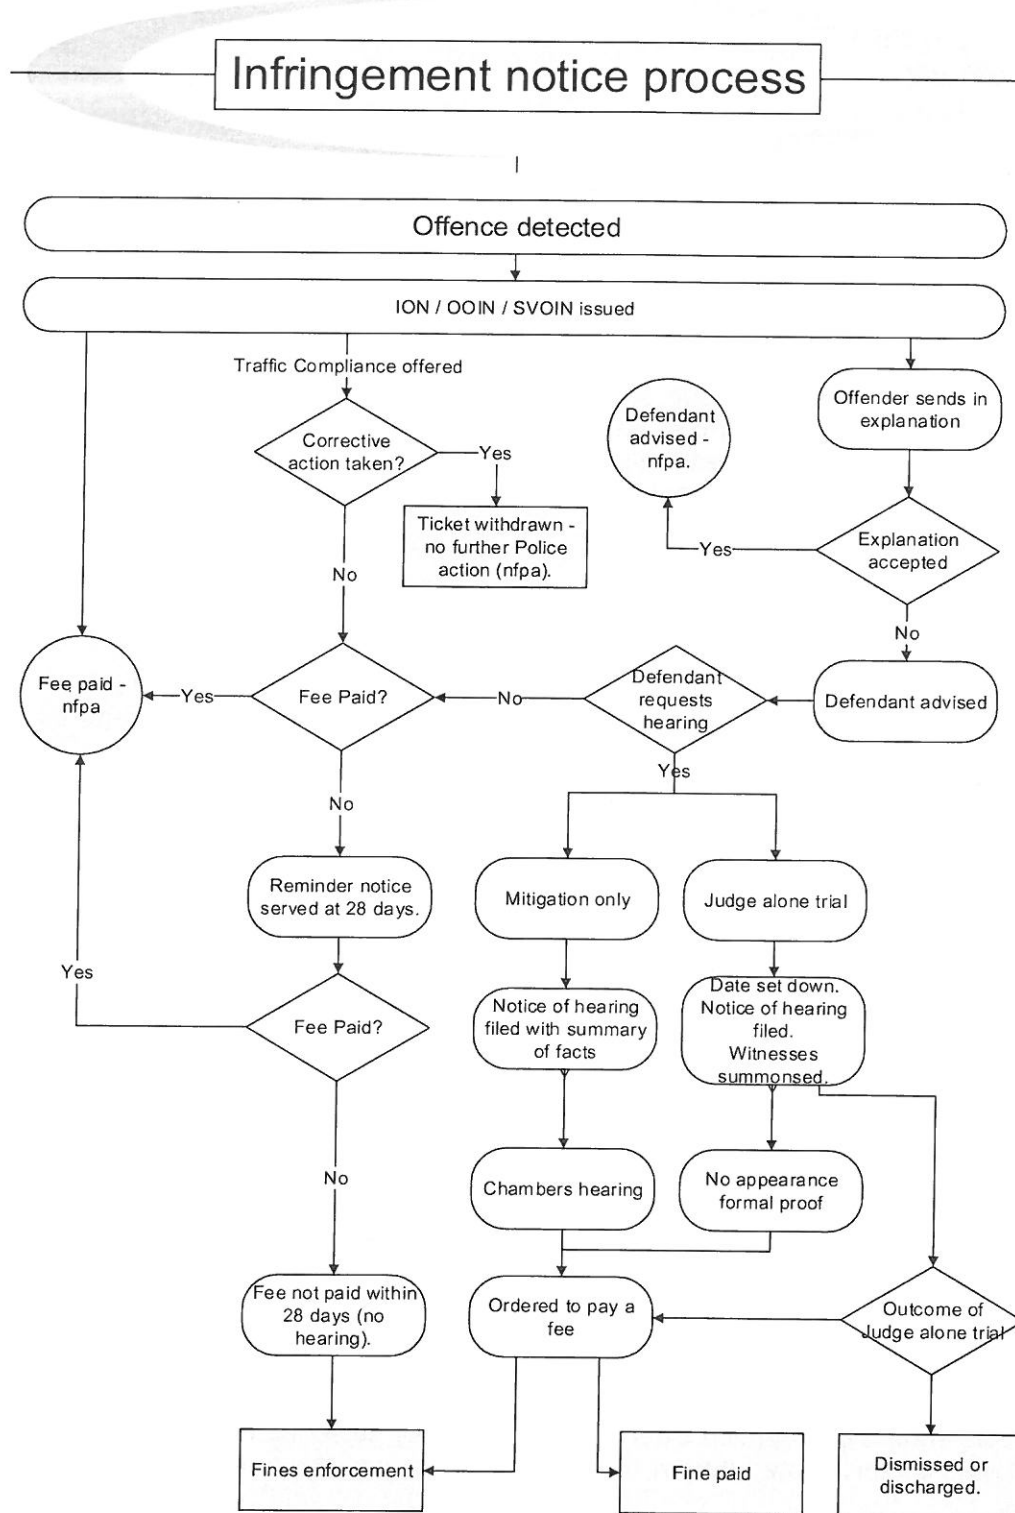 Infringement notice process
Offence detected
ION / OOIN / SVOIN issued
Traffic Compliance offered
Offender sends in
explanation
Defendant
advised -
nfpa.
Corrective
action taken?
Yes
Ticket withdrawn -
no further Police
action (nfpa).
Explanation
accepted
Yes
No
No
Fee paid -
nfpa
Yes
Fee Paid?
No
Defendant
requests
hearing
Defendant advised
Yes
No
Reminder notice
served at 28 days.
Mitigation only
Judge alone trial
Yes
Fee Paid?
Notice of hearing
filed with summary
of facts
Date set down.
Notice of hearing
filed.
Witnesses
summonsed.
No
Chambers hearing
No appearance
formal proof
Fee not paid within
28 days (no
hearing).
Ordered to pay a
fee
Outcome of
Judge alone trial
Fines enforcement
Fine paid
Dismissed or
discharged.